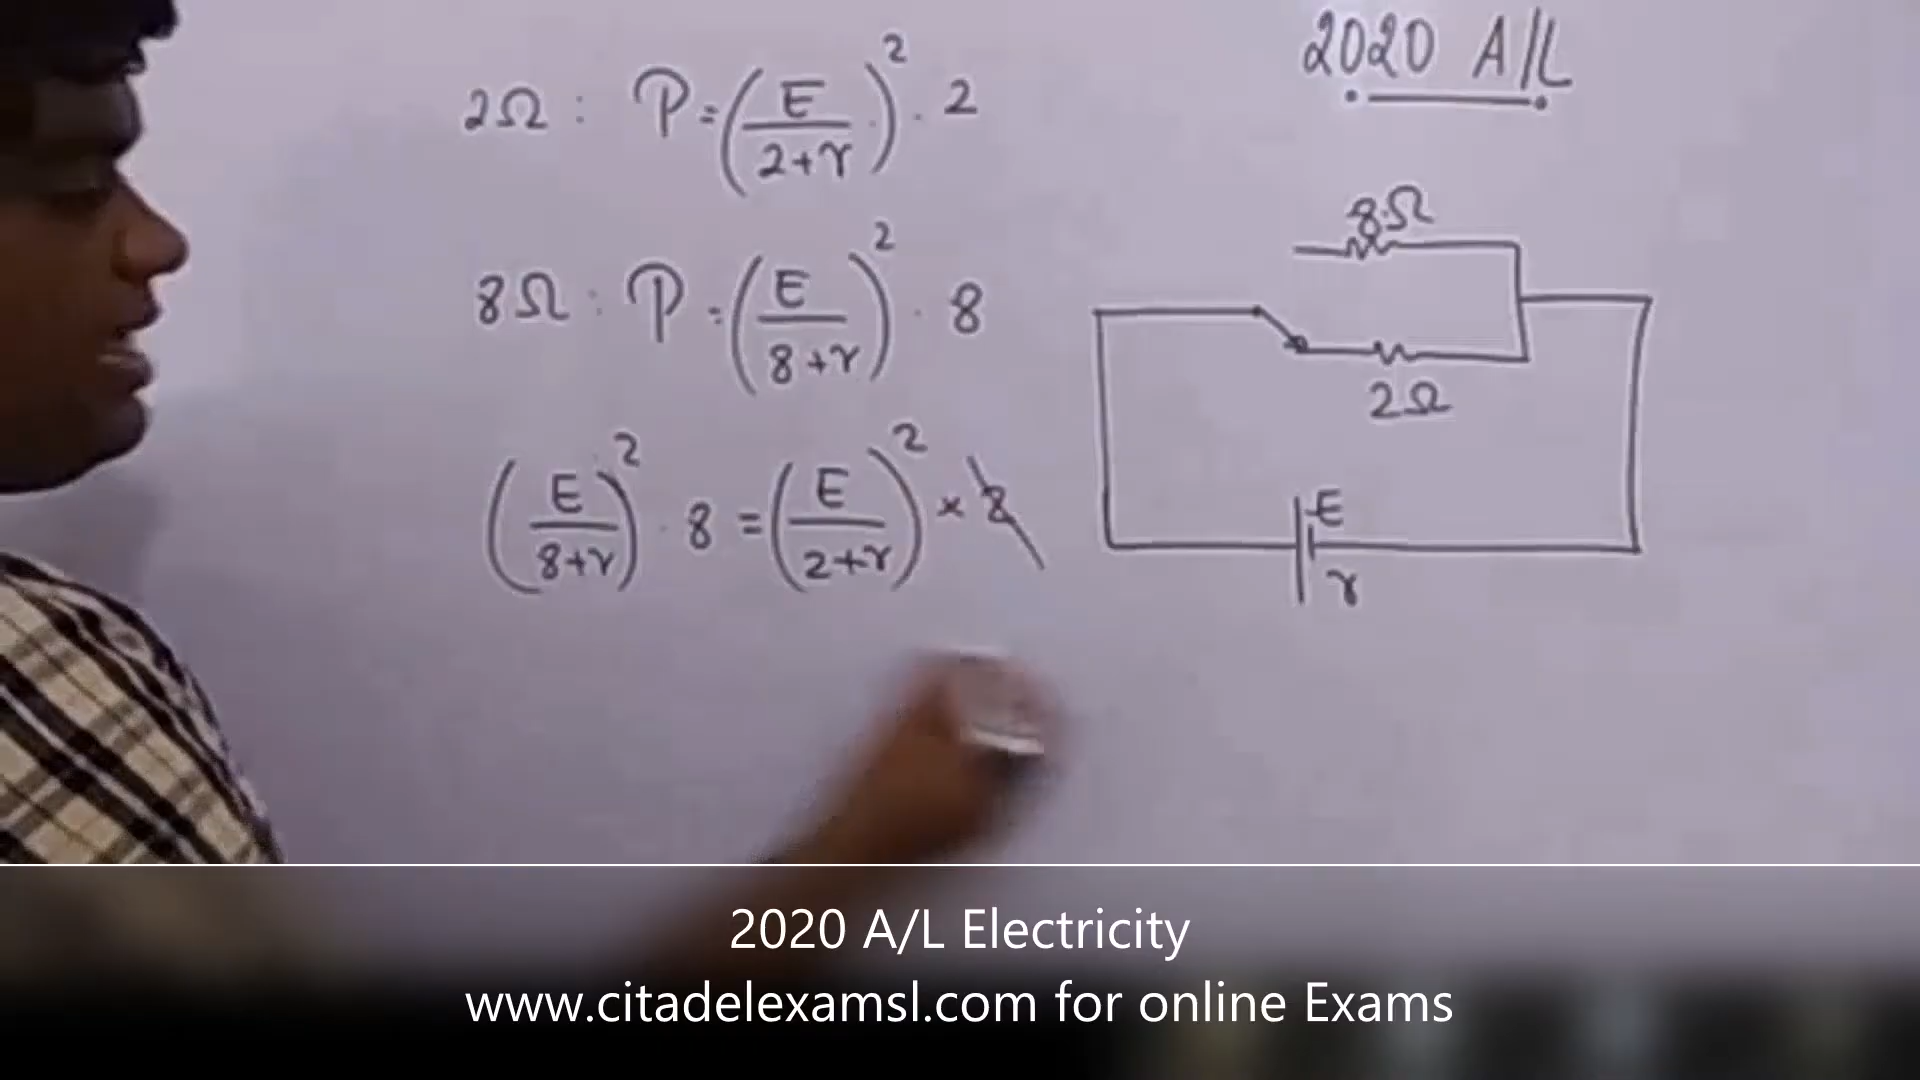 2020 A/L
2Ω : P = (E/(2+r))² . 2
8Ω : P = (E/(8+r))² . 8
(E/(8+r))² . 8 = (E/(2+r))² × 8
8Ω
2Ω
E
r
2020 A/L Electricity
www.citadelexamsl.com for online Exams